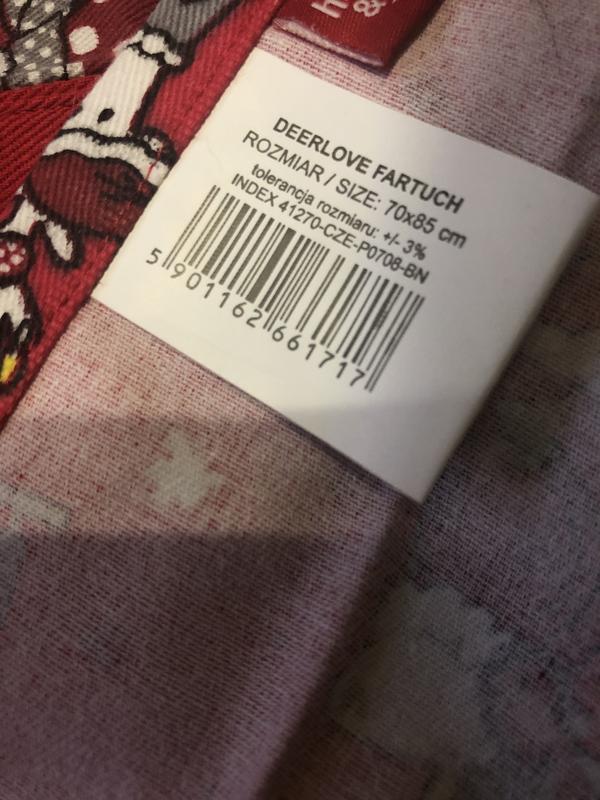 DEERLOVE FARTUCH
ROZMIAR / SIZE: 70x85 cm
tolerancja rozmiaru: +/- 3%
INDEX 41270-CZE-P0708-BN
5 901162 661717
&